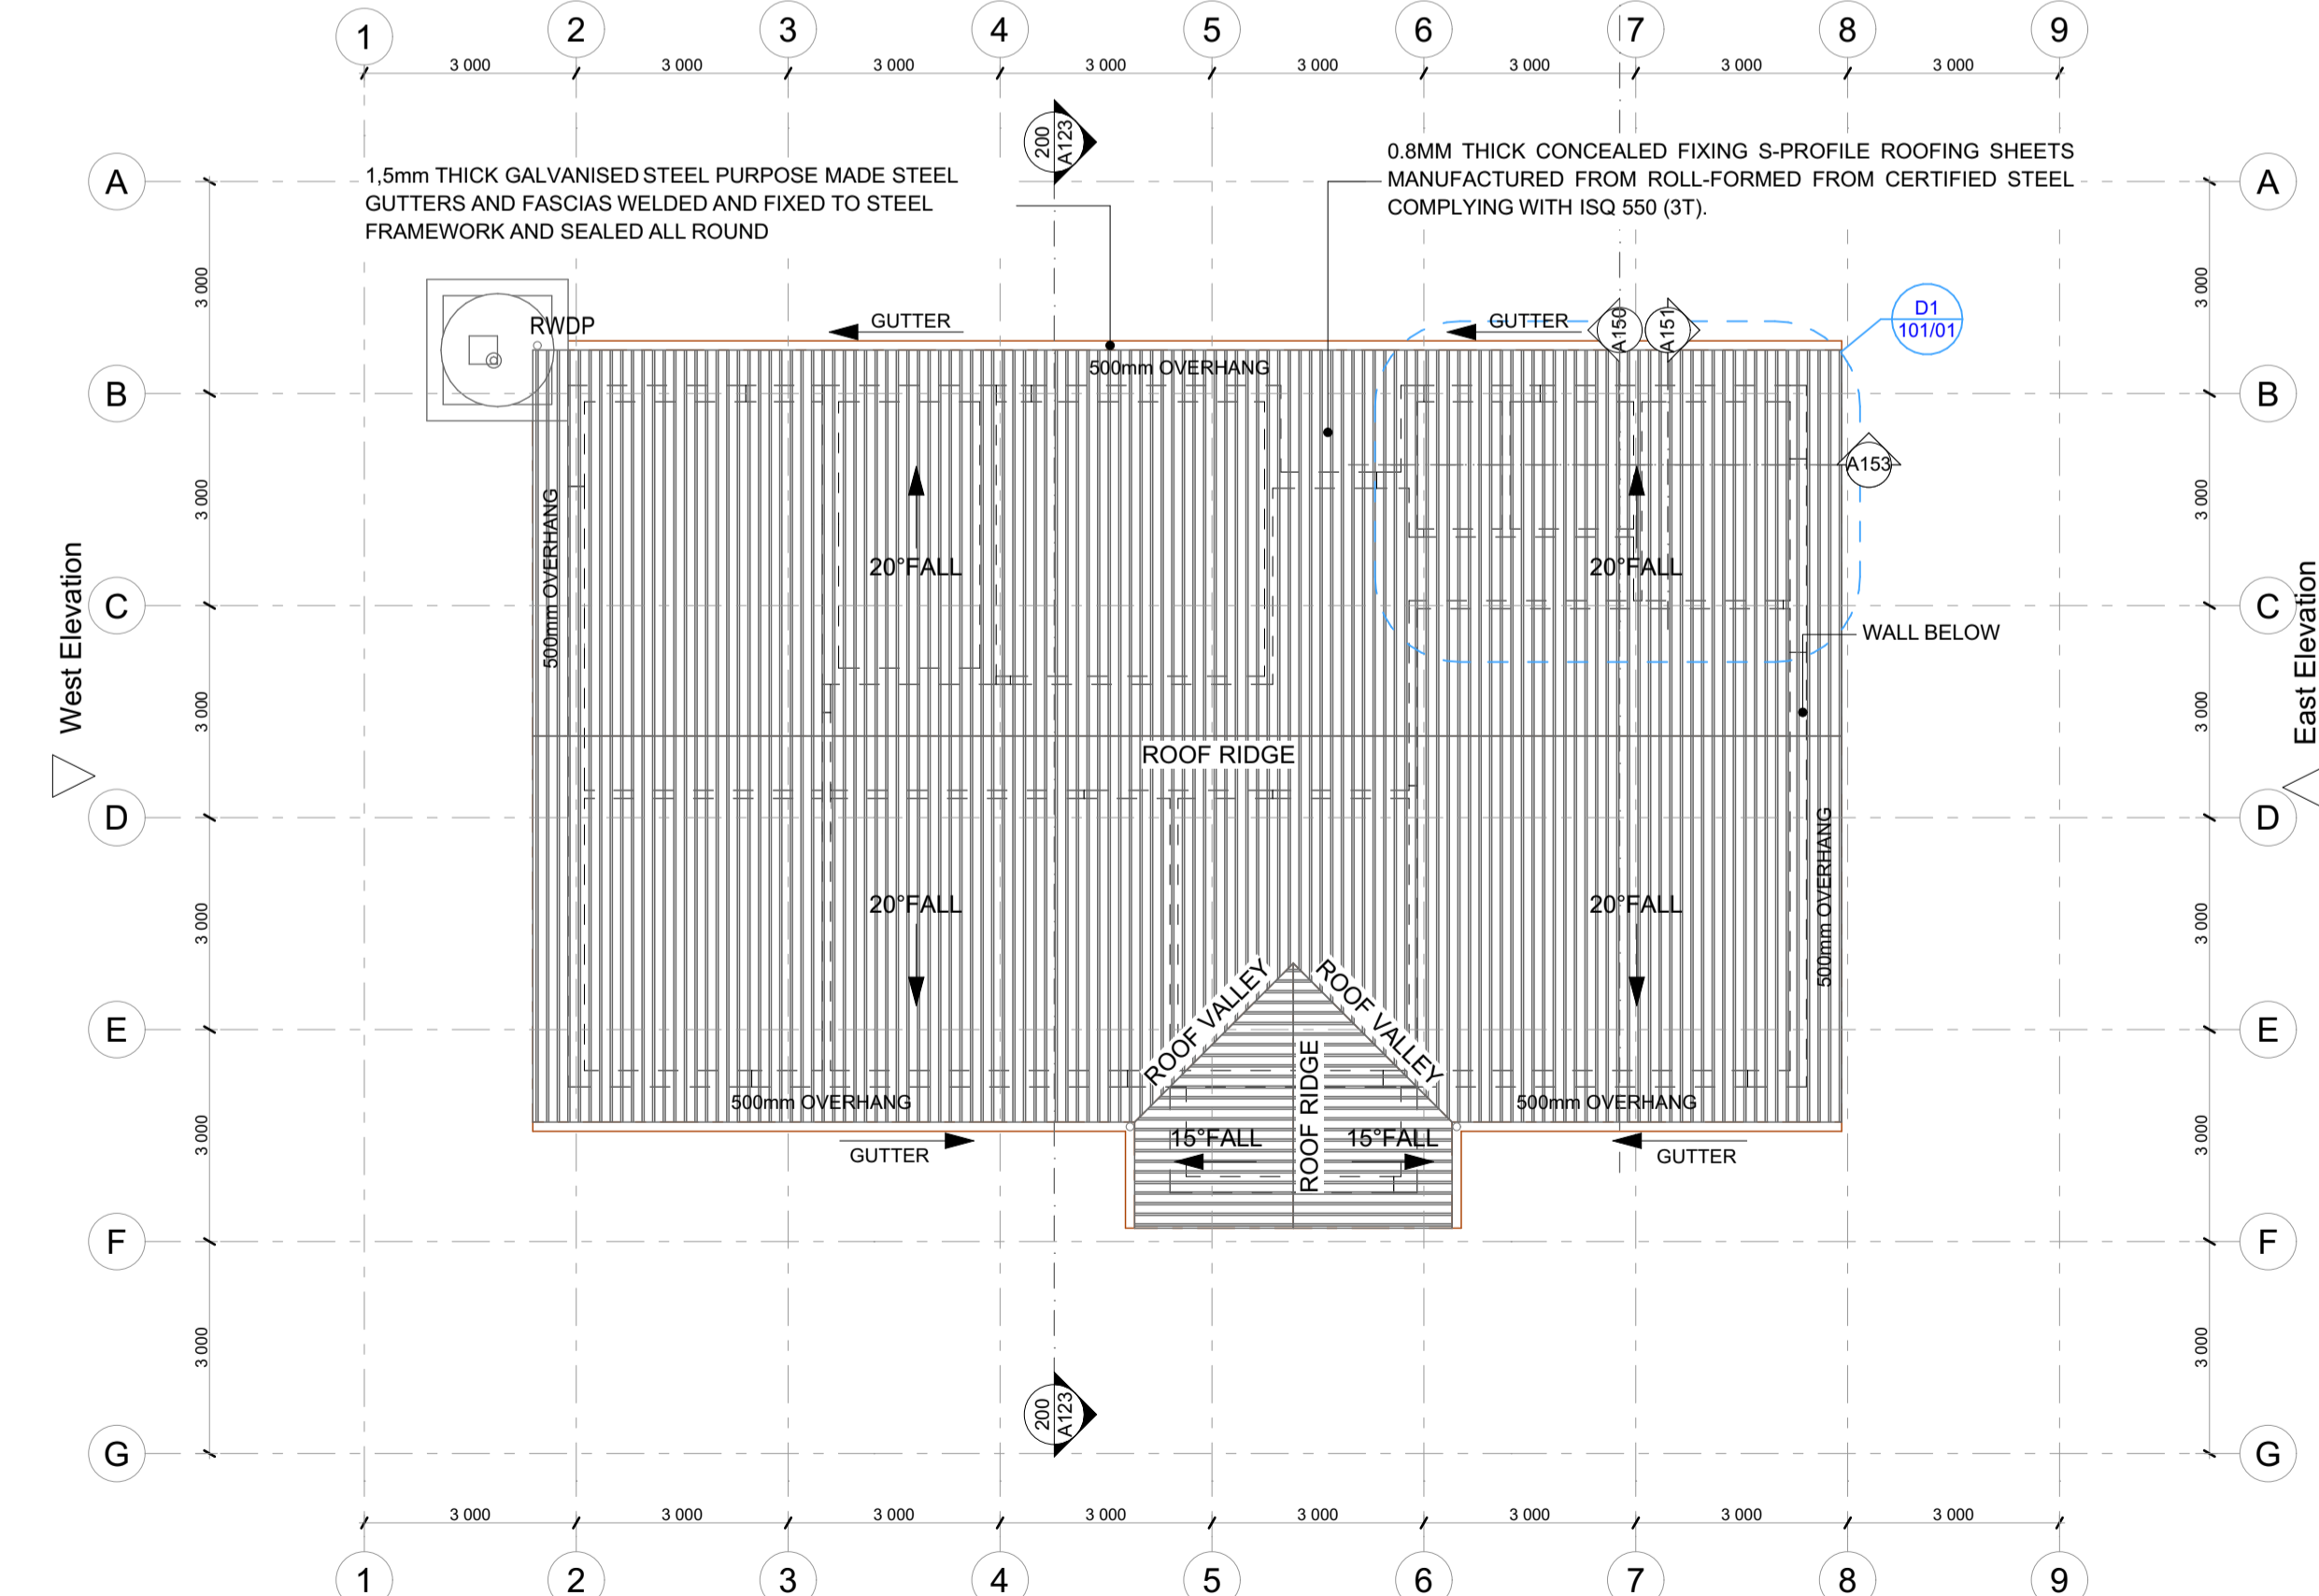 1 2 3 4 5 6 7 8 9
3 000 3 000 3 000 3 000 3 000 3 000 3 000 3 000
200
A123
1,5mm THICK GALVANISED STEEL PURPOSE MADE STEEL
GUTTERS AND FASCIAS WELDED AND FIXED TO STEEL
FRAMEWORK AND SEALED ALL ROUND
0.8MM THICK CONCEALED FIXING S-PROFILE ROOFING SHEETS
MANUFACTURED FROM ROLL-FORMED FROM CERTIFIED STEEL
COMPLYING WITH ISQ 550 (3T).
A A
3 000 3 000
RWDP
GUTTER
GUTTER
A150
A151
D1
101/01
500mm OVERHANG
B B
A153
3 000 3 000
500mm OVERHANG
20°FALL
20°FALL
West Elevation
East Elevation
C C
WALL BELOW
3 000 3 000
ROOF RIDGE
D D
500mm OVERHANG
20°FALL
20°FALL
3 000 3 000
ROOF VALLEY
ROOF VALLEY
E E
ROOF RIDGE
500mm OVERHANG
500mm OVERHANG
3 000 3 000
15°FALL
15°FALL
GUTTER
GUTTER
F F
3 000 3 000
200
A123
G G
3 000 3 000 3 000 3 000 3 000 3 000 3 000 3 000
1 2 3 4 5 6 7 8 9